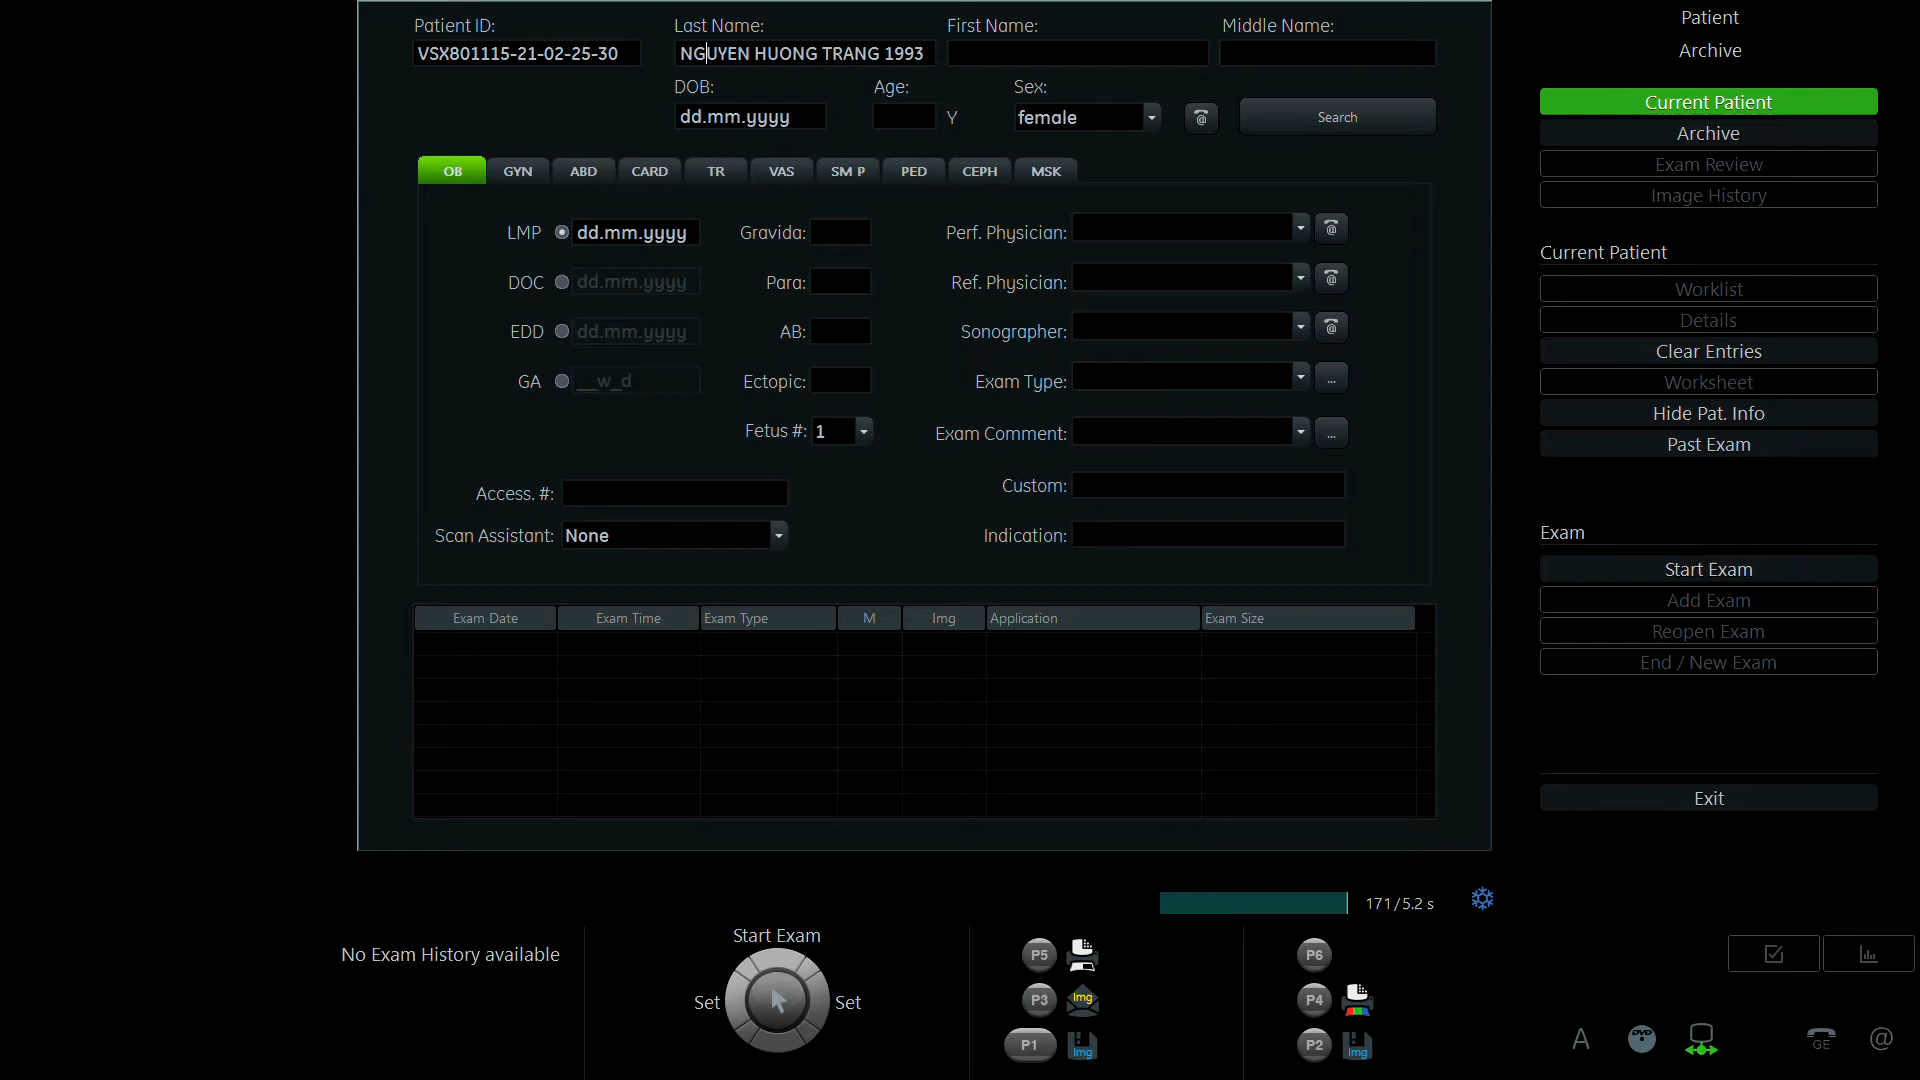 Patient ID: Last Name: First Name: Middle Name:
VSX801115-21-02-25-30 NGUYEN HUONG TRANG 1993
DOB: Age: Sex:
dd.mm.yyyy Y female @ Search
OB GYN ABD CARD TR VAS SM P PED CEPH MSK
LMP dd.mm.yyyy Gravida: Perf. Physician: @
DOC dd.mm.yyyy Para: Ref. Physician: @
EDD dd.mm.yyyy AB: Sonographer: @
GA __w_d Ectopic: Exam Type: ...
Fetus #: 1 Exam Comment: ...
Access. #: Custom:
Scan Assistant: None Indication:
Exam Date Exam Time Exam Type M Img Application Exam Size
171/5.2 s
No Exam History available
Start Exam
Set Set
P5 P6
P3 Img P4
P1 Img P2 Img
Patient
Archive
Current Patient
Archive
Exam Review
Image History
Current Patient
Worklist
Details
Clear Entries
Worksheet
Hide Pat. Info
Past Exam
Exam
Start Exam
Add Exam
Reopen Exam
End / New Exam
Exit
A DVD GE @